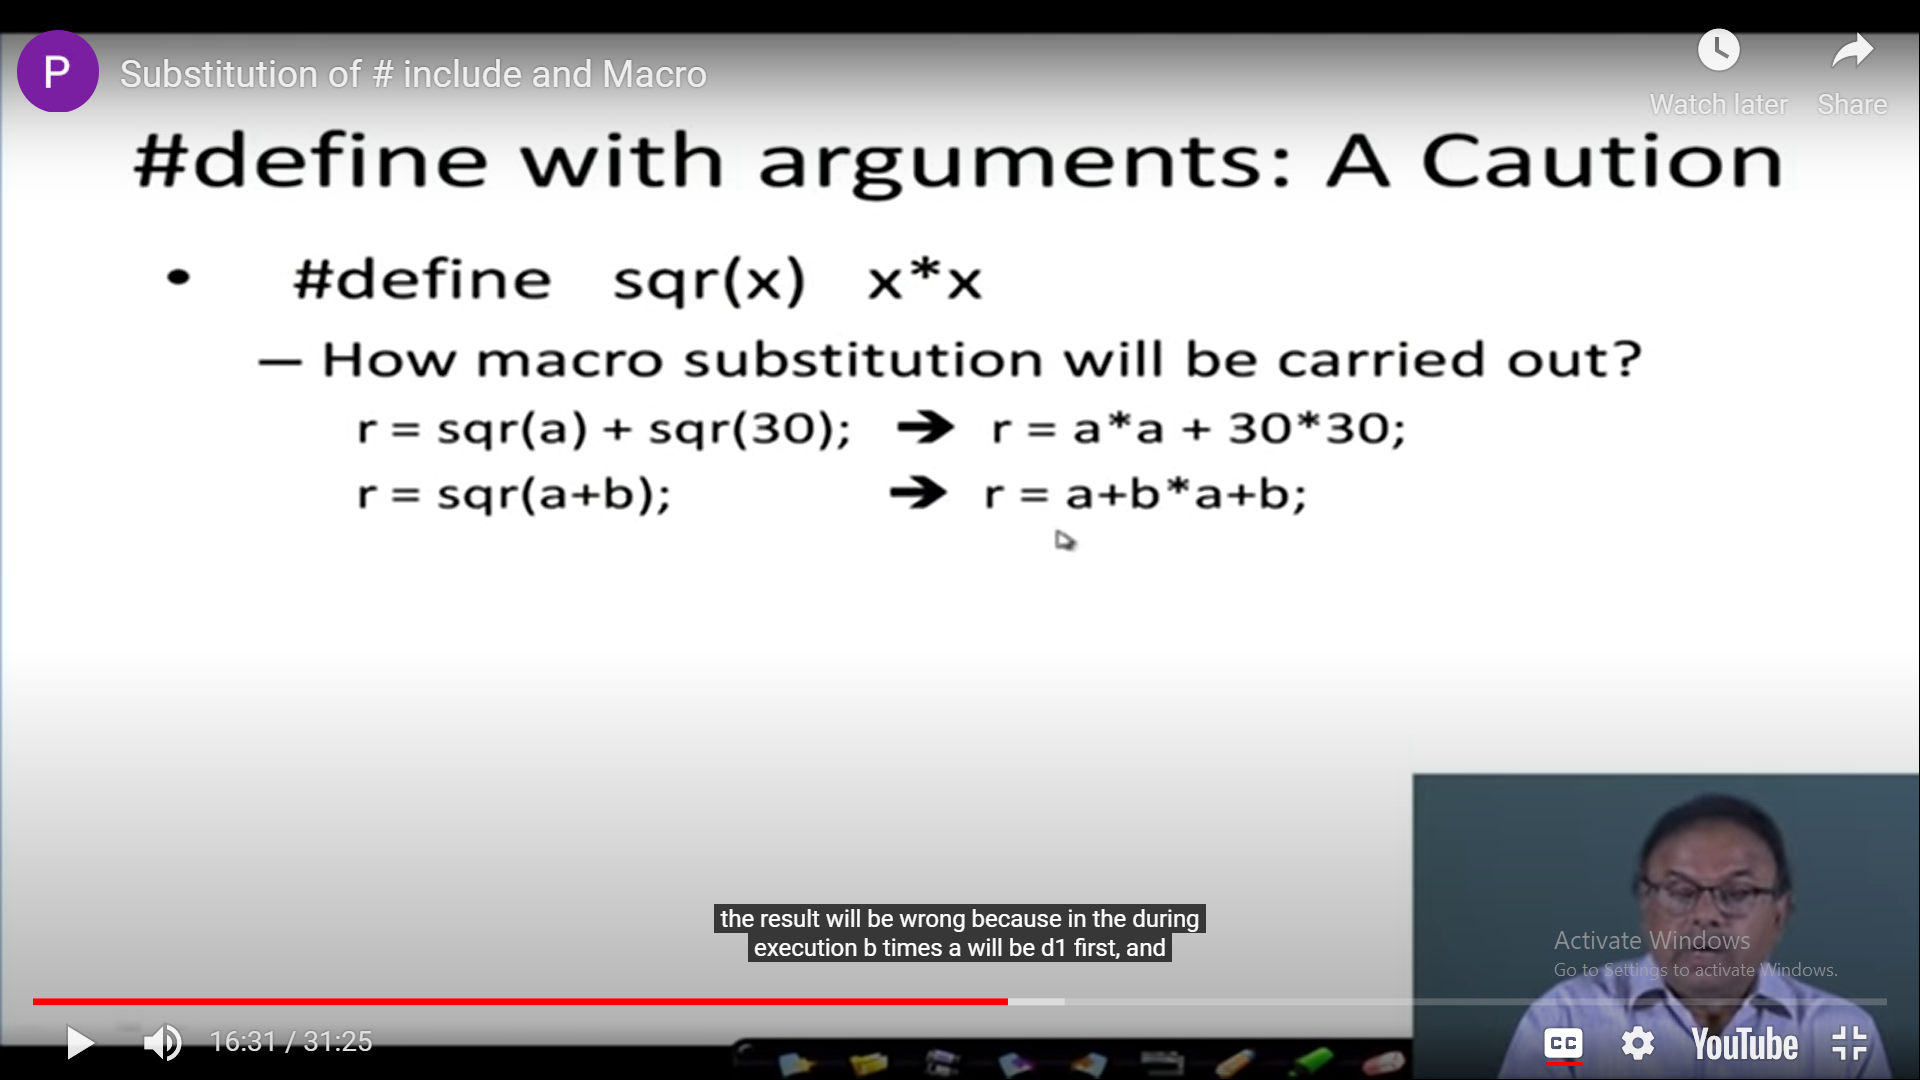 P
Substitution of # include and Macro
Watch later
Share
#define with arguments: A Caution
• #define sqr(x) x*x
– How macro substitution will be carried out?
r = sqr(a) + sqr(30); ➔ r = a*a + 30*30;
r = sqr(a+b); ➔ r = a+b*a+b;
the result will be wrong because in the during
execution b times a will be d1 first, and
Activate Windows
Go to Settings to activate Windows.
16:31 / 31:25
CC
YouTube